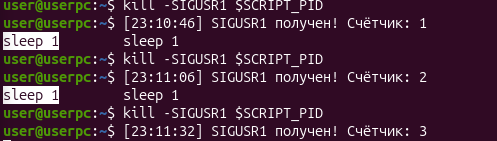 user@userpc:~$ kill -SIGUSR1 $SCRIPT_PID
user@userpc:~$ [23:10:46] SIGUSR1 получен! Счётчик: 1
sleep 1 sleep 1
user@userpc:~$ kill -SIGUSR1 $SCRIPT_PID
user@userpc:~$ [23:11:06] SIGUSR1 получен! Счётчик: 2
sleep 1 sleep 1
user@userpc:~$ kill -SIGUSR1 $SCRIPT_PID
user@userpc:~$ [23:11:32] SIGUSR1 получен! Счётчик: 3